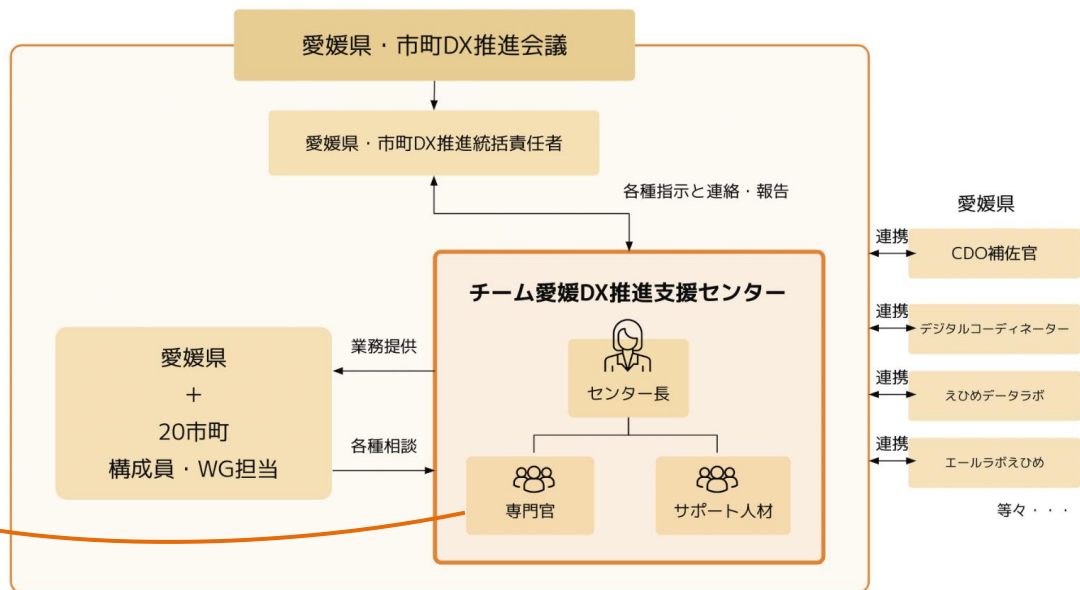 愛媛県・市町DX推進会議
愛媛県・市町DX推進統括責任者
各種指示と連絡・報告
チーム愛媛DX推進支援センター
センター長
専門官
サポート人材
業務提供
各種相談
愛媛県
+
20市町
構成員・WG担当
愛媛県
連携
CDO補佐官
連携
デジタルコーディネーター
連携
えひめデータラボ
連携
エールラボえひめ
等々・・・